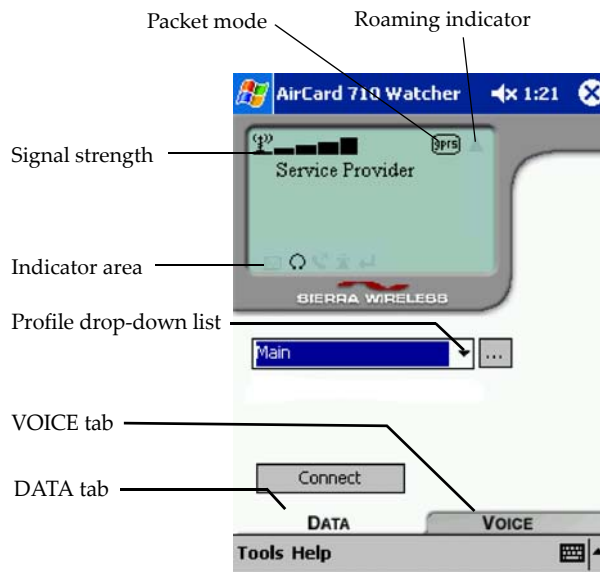 Packet mode
Roaming indicator
AirCard 710 Watcher
1:21
Signal strength
gprs
Service Provider
Indicator area
SIERRA WIRELESS
Profile drop-down list
Main
...
VOICE tab
Connect
DATA tab
DATA
VOICE
Tools Help